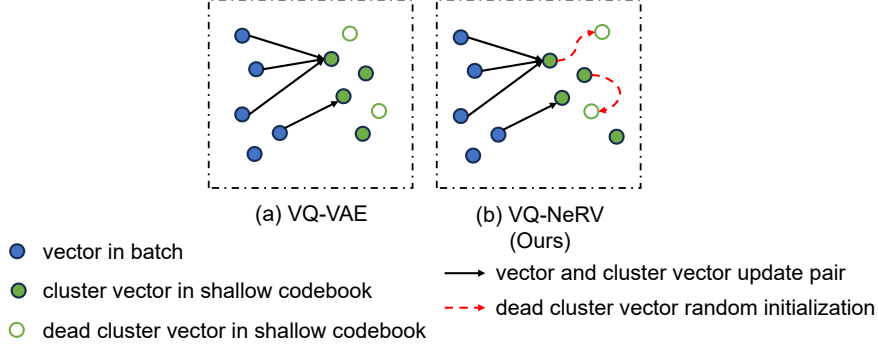 (a) VQ-VAE
(b) VQ-NeRV
(Ours)
vector in batch
cluster vector in shallow codebook
dead cluster vector in shallow codebook
vector and cluster vector update pair
dead cluster vector random initialization